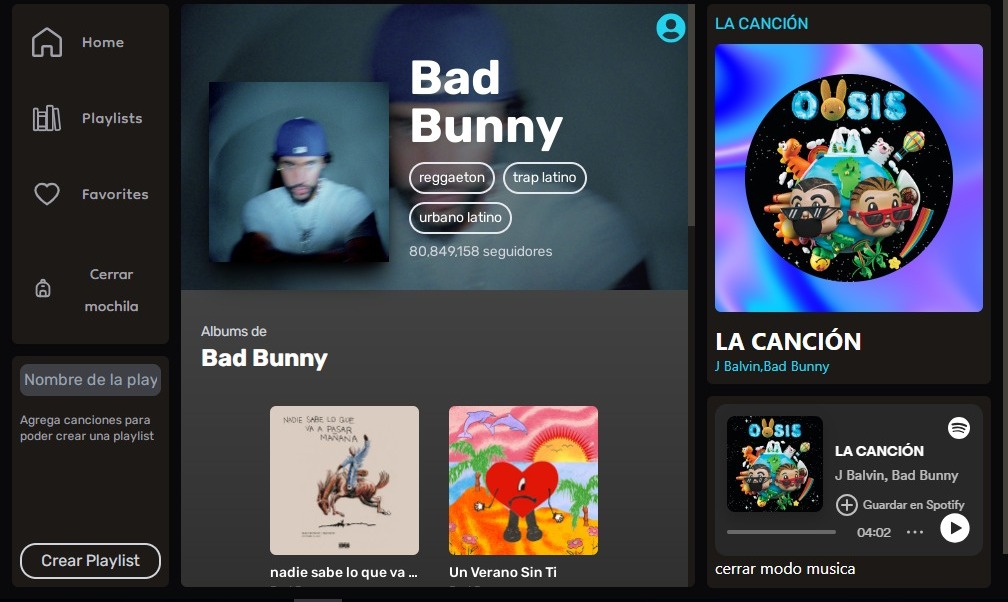 Home
Playlists
Favorites
Cerrar
mochila
Nombre de la play
Agrega canciones para
poder crear una playlist
Crear Playlist
Bad
Bunny
reggaeton
trap latino
urbano latino
80,849,158 seguidores
Albums de
Bad Bunny
NADIE SABE LO QUE
VA A PASAR
MAÑANA
nadie sabe lo que va ...
Un Verano Sin Ti
LA CANCIÓN
OASIS
LA CANCIÓN
J Balvin,Bad Bunny
OASIS
LA CANCIÓN
J Balvin, Bad Bunny
Guardar en Spotify
04:02
cerrar modo musica